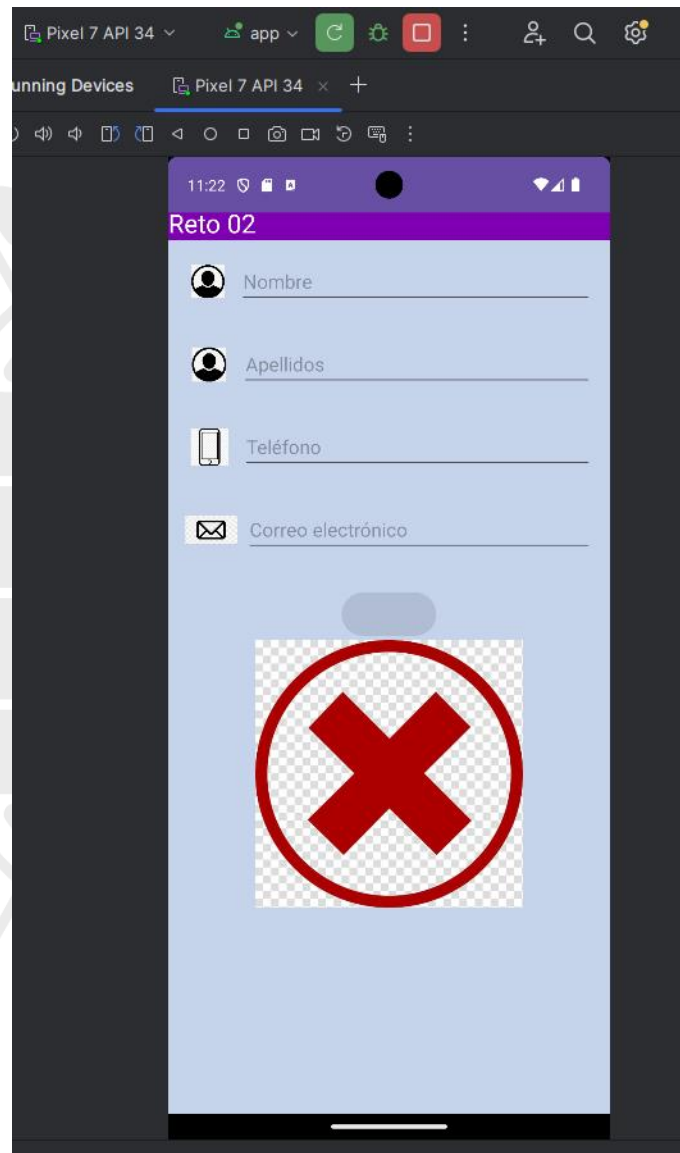 Pixel 7 API 34 app
unning Devices Pixel 7 API 34
11:22
Reto 02
Nombre
Apellidos
Teléfono
Correo electrónico